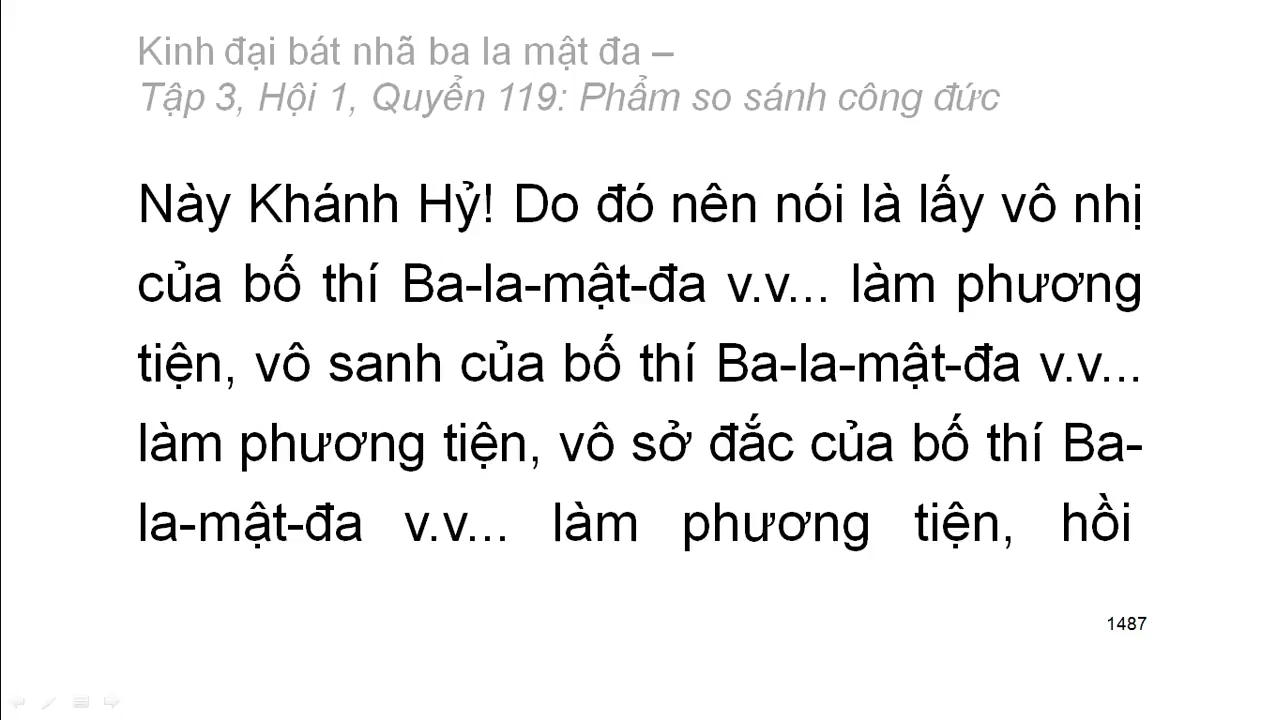 Kinh đại bát nhã ba la mật đa –
Tập 3, Hội 1, Quyển 119: Phẩm so sánh công đức
Này Khánh Hỷ! Do đó nên nói là lấy vô nhị
của bố thí Ba-la-mật-đa v.v... làm phương
tiện, vô sanh của bố thí Ba-la-mật-đa v.v...
làm phương tiện, vô sở đắc của bố thí Ba-
la-mật-đa v.v... làm phương tiện, hồi
1487